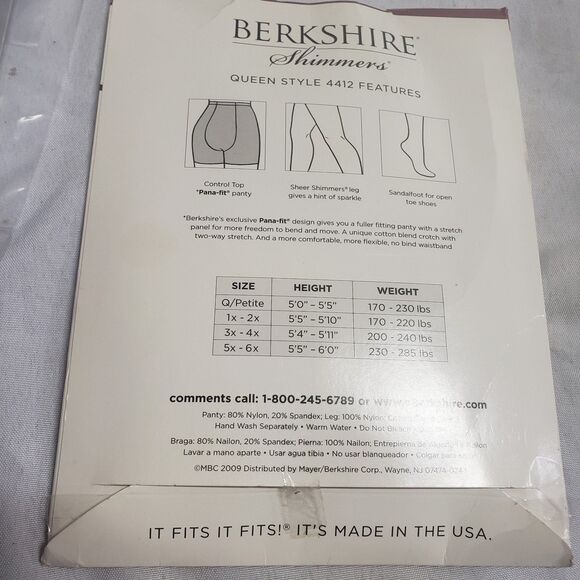 BERKSHIRE®
Shimmers®
QUEEN STYLE 4412 FEATURES
Control Top
*Pana-fit® panty
Sheer Shimmers® leg
gives a hint of sparkle
Sandalfoot for open
toe shoes
*Berkshire's exclusive Pana-fit® design gives you a fuller fitting panty with a stretch
panel for more freedom to bend and move. A unique cotton blend crotch with
two-way stretch. And a more comfortable, more flexible, no bind waistband
SIZE HEIGHT WEIGHT
Q/Petite 5'0" – 5'5" 170 - 230 lbs
1x - 2x 5'5" – 5'10" 170 - 220 lbs
3x - 4x 5'4" – 5'11" 200 - 240 lbs
5x - 6x 5'5" – 6'0" 230 - 285 lbs
comments call: 1-800-245-6789 or
Panty: 80% Nylon, 20% Spandex; Leg: 100% Nylon;
Hand Wash Separately • Warm Water • Do Not
Braga: 80% Nailon, 20% Spandex; Pierna: 100% Nailon; Entrepierna de
Lavar a mano aparte • Usar agua tibia • No usar blanqueador • Colgar
©MBC 2009 Distributed by Mayer/Berkshire Corp., Wayne, NJ
IT FITS IT FITS!® IT'S MADE IN THE USA.